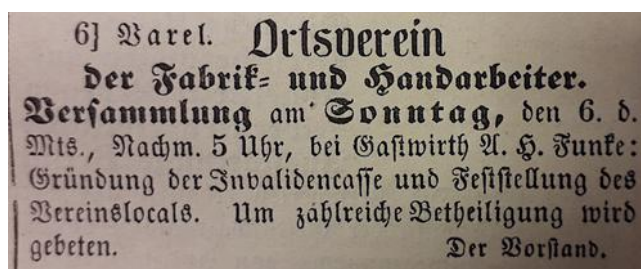 6] Varel. Ortsverein
der Fabrik- und Handarbeiter.
Versammlung am Sonntag, den 6. d.
Mts., Nachm. 5 Uhr, bei Gastwirth A. H. Funke:
Gründung der Invalidencasse und Feststellung des
Vereinslocals. Um zahlreiche Betheiligung wird
gebeten. Der Vorstand.